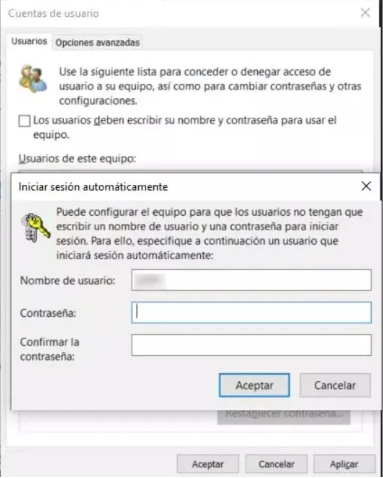 Cuentas de usuario
Usuarios
Opciones avanzadas
Use la siguiente lista para conceder o denegar acceso de
usuario a su equipo, así como para cambiar contraseñas y otras
configuraciones.
Los usuarios deben escribir su nombre y contraseña para usar el
equipo.
Usuarios de este equipo:
Iniciar sesión automáticamente
Puede configurar el equipo para que los usuarios no tengan que
escribir un nombre de usuario y una contraseña para iniciar
sesión. Para ello, especifique a continuación un usuario que
iniciará sesión automáticamente:
Nombre de usuario:
Contraseña:
Confirmar la
contraseña:
Aceptar
Cancelar
Restablecer contraseña...
Aceptar
Cancelar
Aplicar